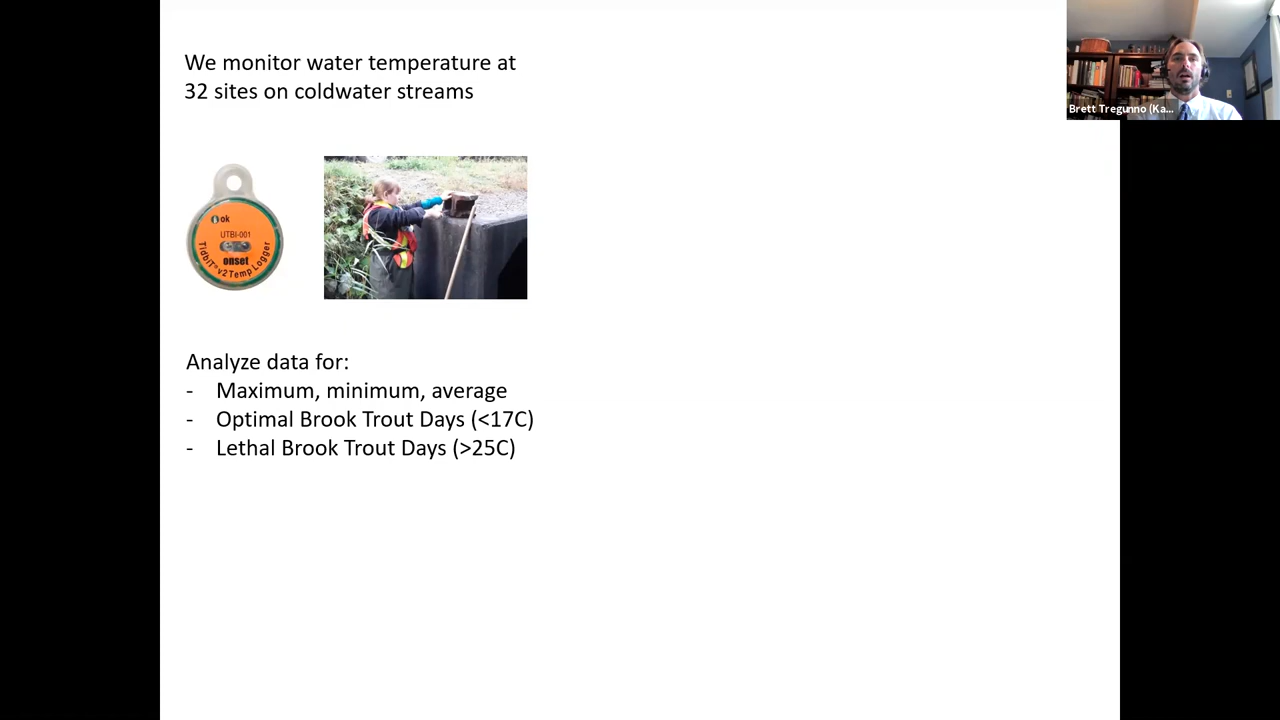 We monitor water temperature at
32 sites on coldwater streams
Brett Tregunno (Ka...
ok
UTBI-001
onset
TidbiT® v2 Temp Logger
Analyze data for:
- Maximum, minimum, average
- Optimal Brook Trout Days (<17C)
- Lethal Brook Trout Days (>25C)